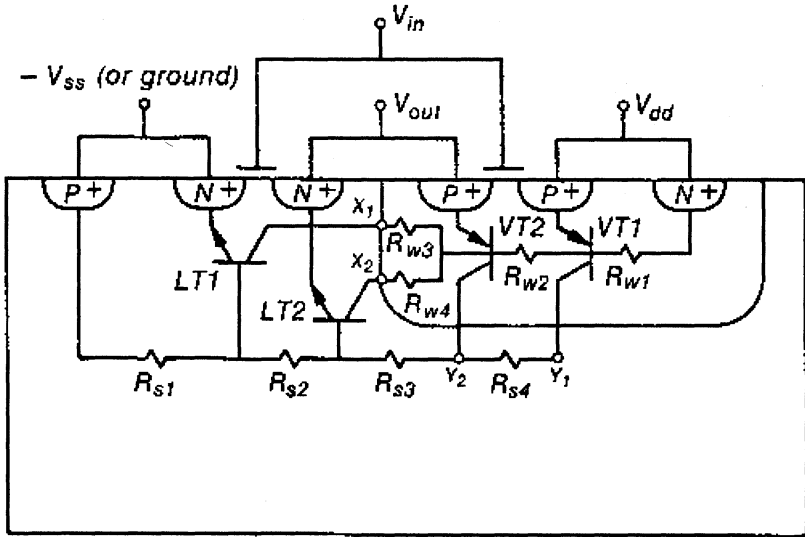 V_in
– V_ss (or ground)
V_out
V_dd
P+ N+ N+ P+ P+ N+
X_1
R_w3
VT2 VT1
X_2
R_w2 R_w1
LT1
LT2
R_w4
R_s1 R_s2 R_s3 Y_2 R_s4 Y_1